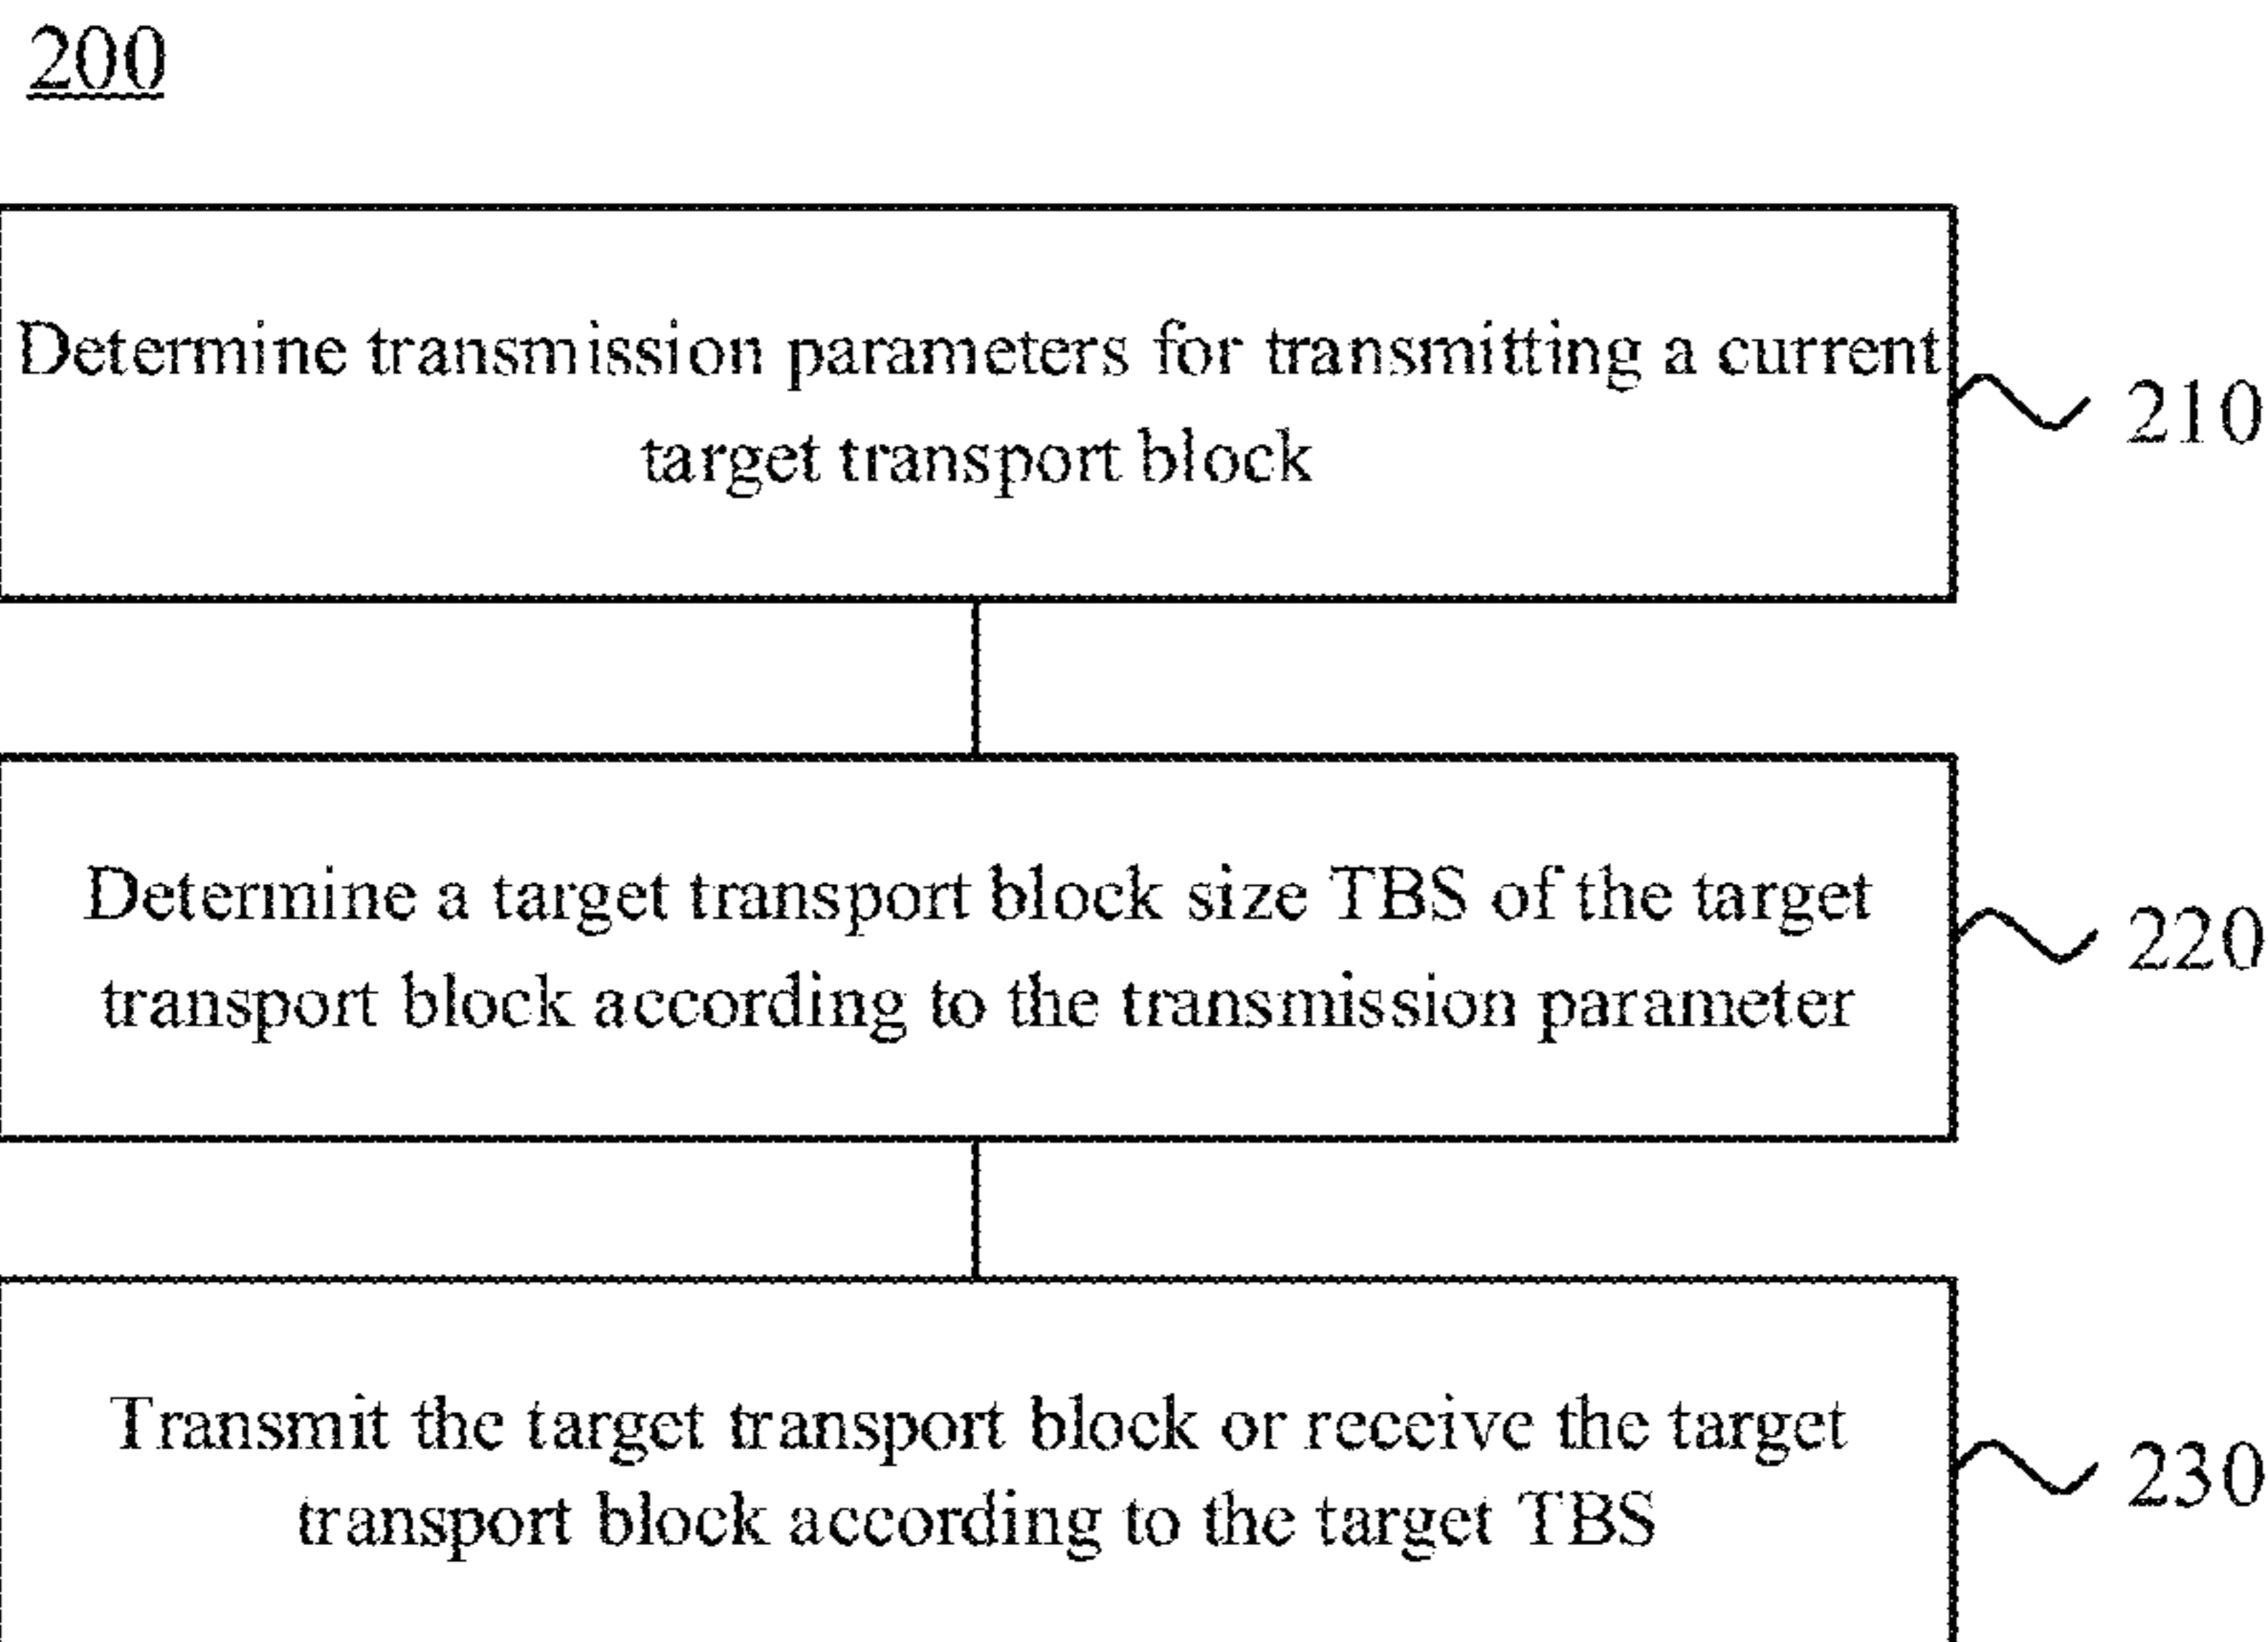 200
Determine transmission parameters for transmitting a current
target transport block
210
Determine a target transport block size TBS of the target
transport block according to the transmission parameter
220
Transmit the target transport block or receive the target
transport block according to the target TBS
230